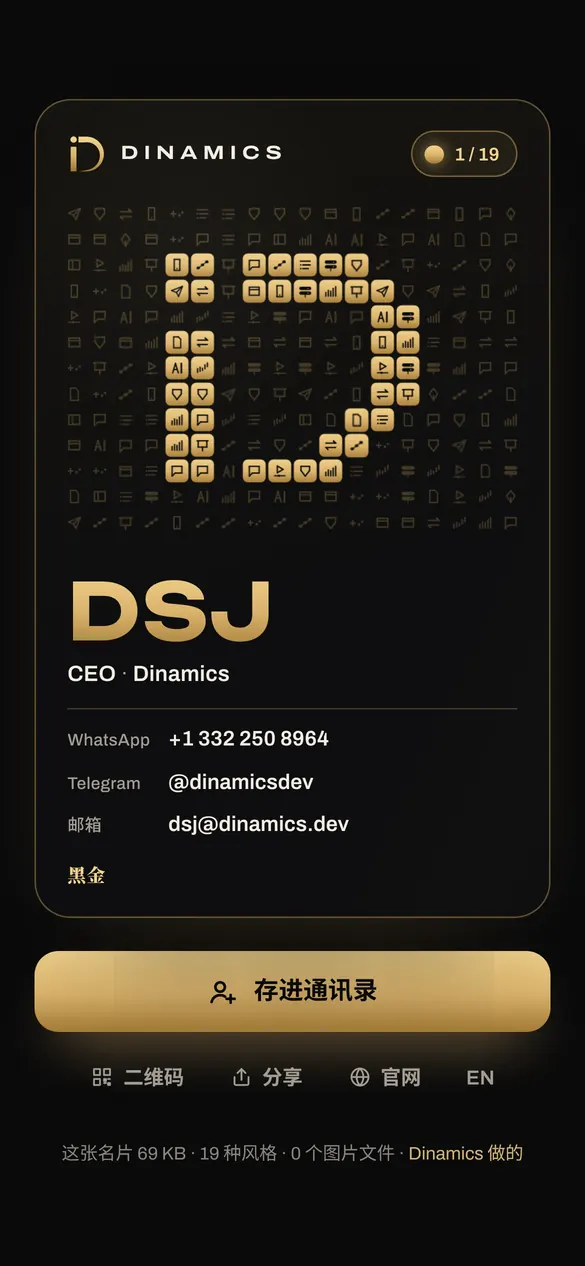 DINAMICS
1 / 19
DSJ
CEO · Dinamics
WhatsApp +1 332 250 8964
Telegram @dinamicsdev
邮箱 dsj@dinamics.dev
黑金
存进通讯录
二维码 分享 官网 EN
这张名片 69 KB · 19 种风格 · 0 个图片文件 · Dinamics 做的